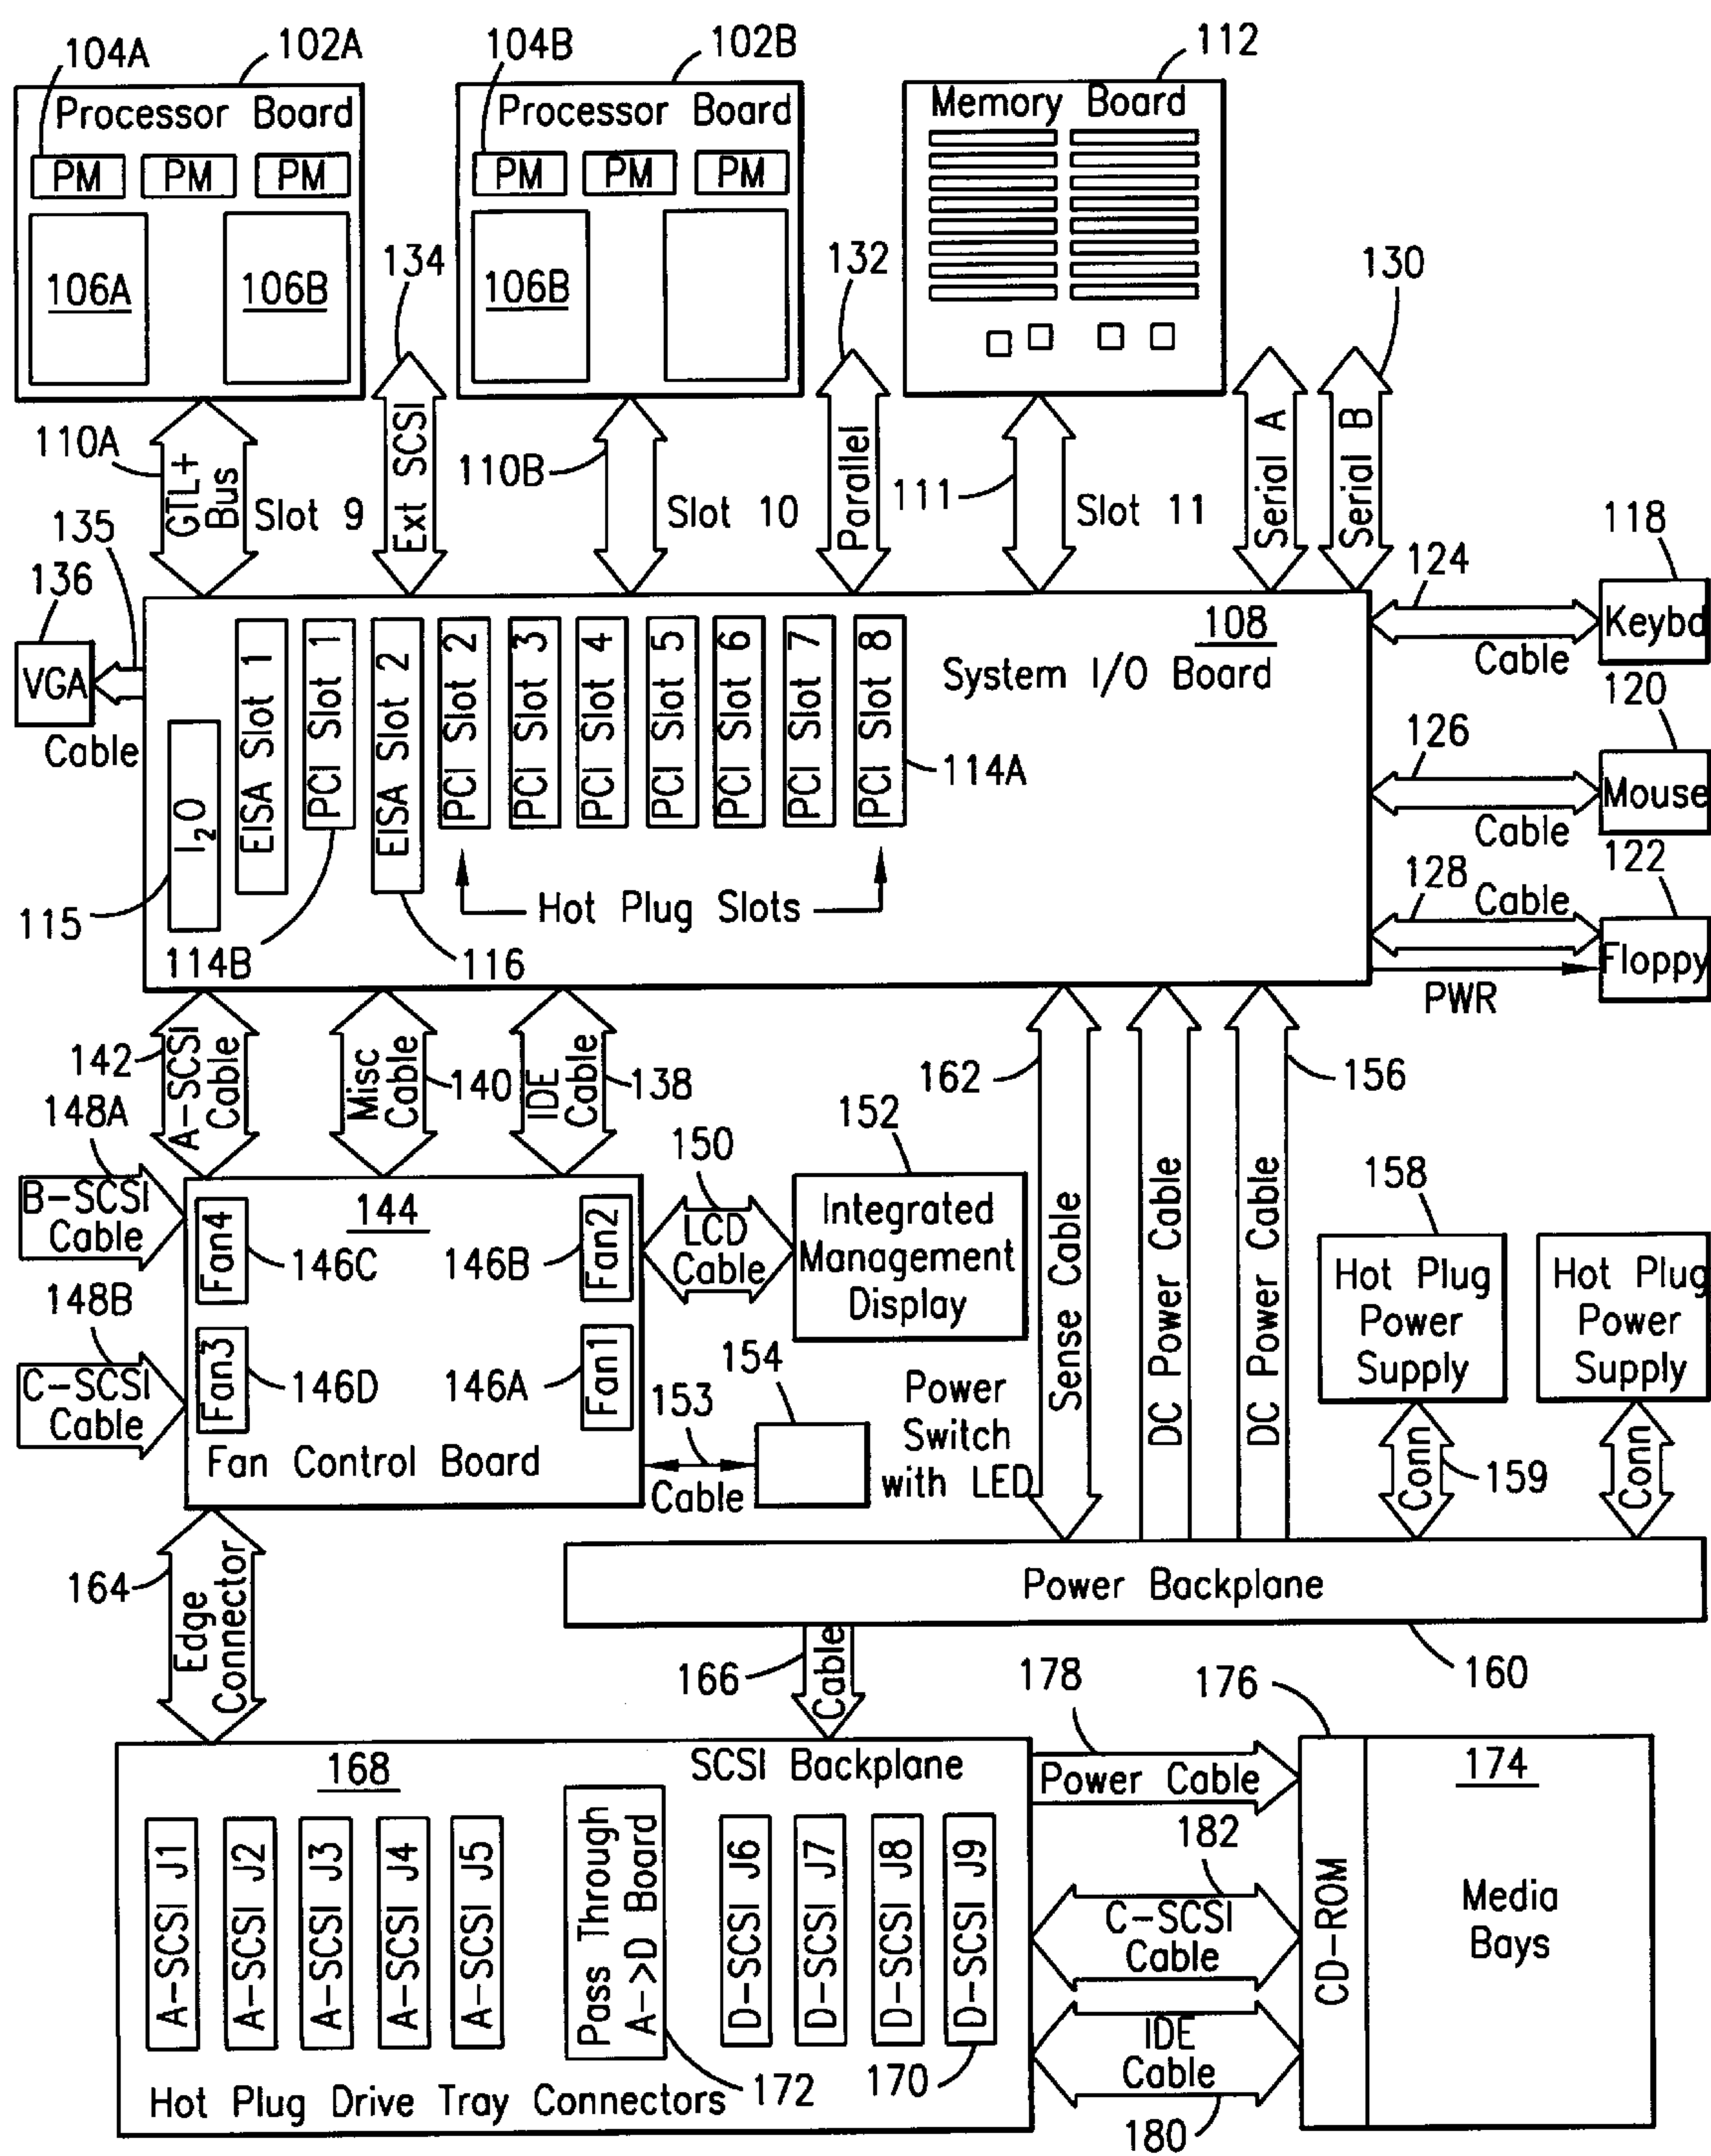 104A
102A
104B
102B
112
Processor Board
PM
PM
PM
106A
106B
Processor Board
PM
PM
PM
106B
Memory Board
134
132
130
110A
GTL+
Bus
Slot 9
Ext SCSI
110B
Slot 10
Parallel
111
Slot 11
Serial A
Serial B
135
136
VGA
Cable
118
124
Keybd
Cable
120
126
Mouse
Cable
122
128
Cable
Floppy
PWR
108
System I/O Board
I2O
EISA Slot 1
PCI Slot 1
EISA Slot 2
PCI Slot 2
PCI Slot 3
PCI Slot 4
PCI Slot 5
PCI Slot 6
PCI Slot 7
PCI Slot 8
114A
Hot Plug Slots
115
114B
116
142
A-SCSI
Cable
Misc
Cable
140
IDE
Cable
138
162
156
148A
B-SCSI
Cable
148B
C-SCSI
Cable
144
Fan4
146C
146B
Fan2
Fan3
146D
146A
Fan1
Fan Control Board
150
LCD
Cable
152
Integrated
Management
Display
153
Cable
154
Power
Switch
with LED
Sense Cable
DC Power Cable
DC Power Cable
158
Hot Plug
Power
Supply
Hot Plug
Power
Supply
Conn
159
Conn
Power Backplane
160
164
Edge
Connector
166
Cable
178
176
168
SCSI Backplane
A-SCSI J1
A-SCSI J2
A-SCSI J3
A-SCSI J4
A-SCSI J5
Pass Through
A->D Board
D-SCSI J6
D-SCSI J7
D-SCSI J8
D-SCSI J9
172
170
Hot Plug Drive Tray Connectors
Power Cable
182
C-SCSI
Cable
IDE
Cable
180
CD-ROM
174
Media
Bays